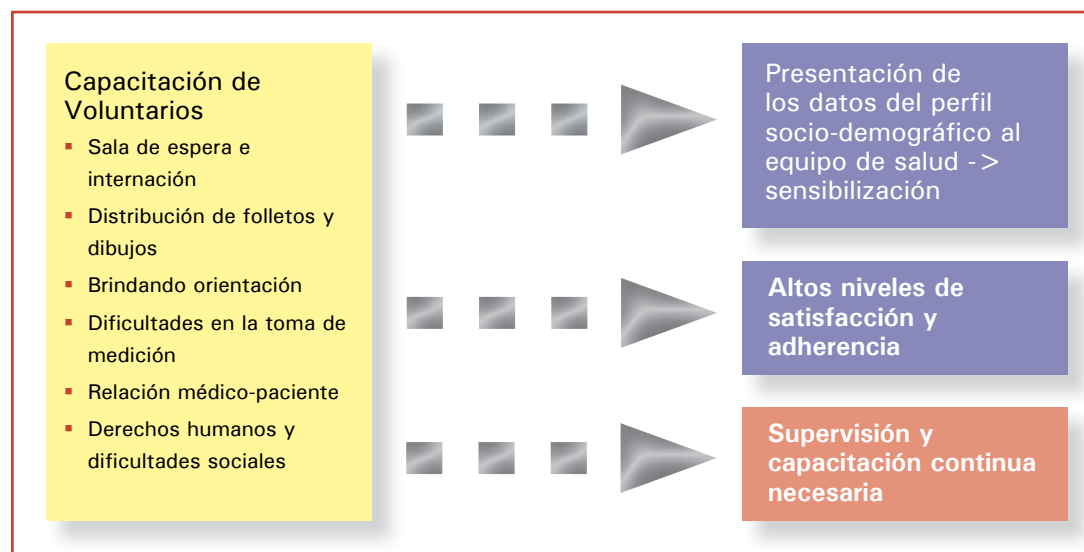 Capacitación de
Voluntarios
▪ Sala de espera e
internación
▪ Distribución de folletos y
dibujos
▪ Brindando orientación
▪ Dificultades en la toma de
medición
▪ Relación médico-paciente
▪ Derechos humanos y
dificultades sociales
Presentación de
los datos del perfil
socio-demográfico al
equipo de salud ->
sensibilización
Altos niveles de
satisfacción y
adherencia
Supervisión y
capacitación continua
necesaria